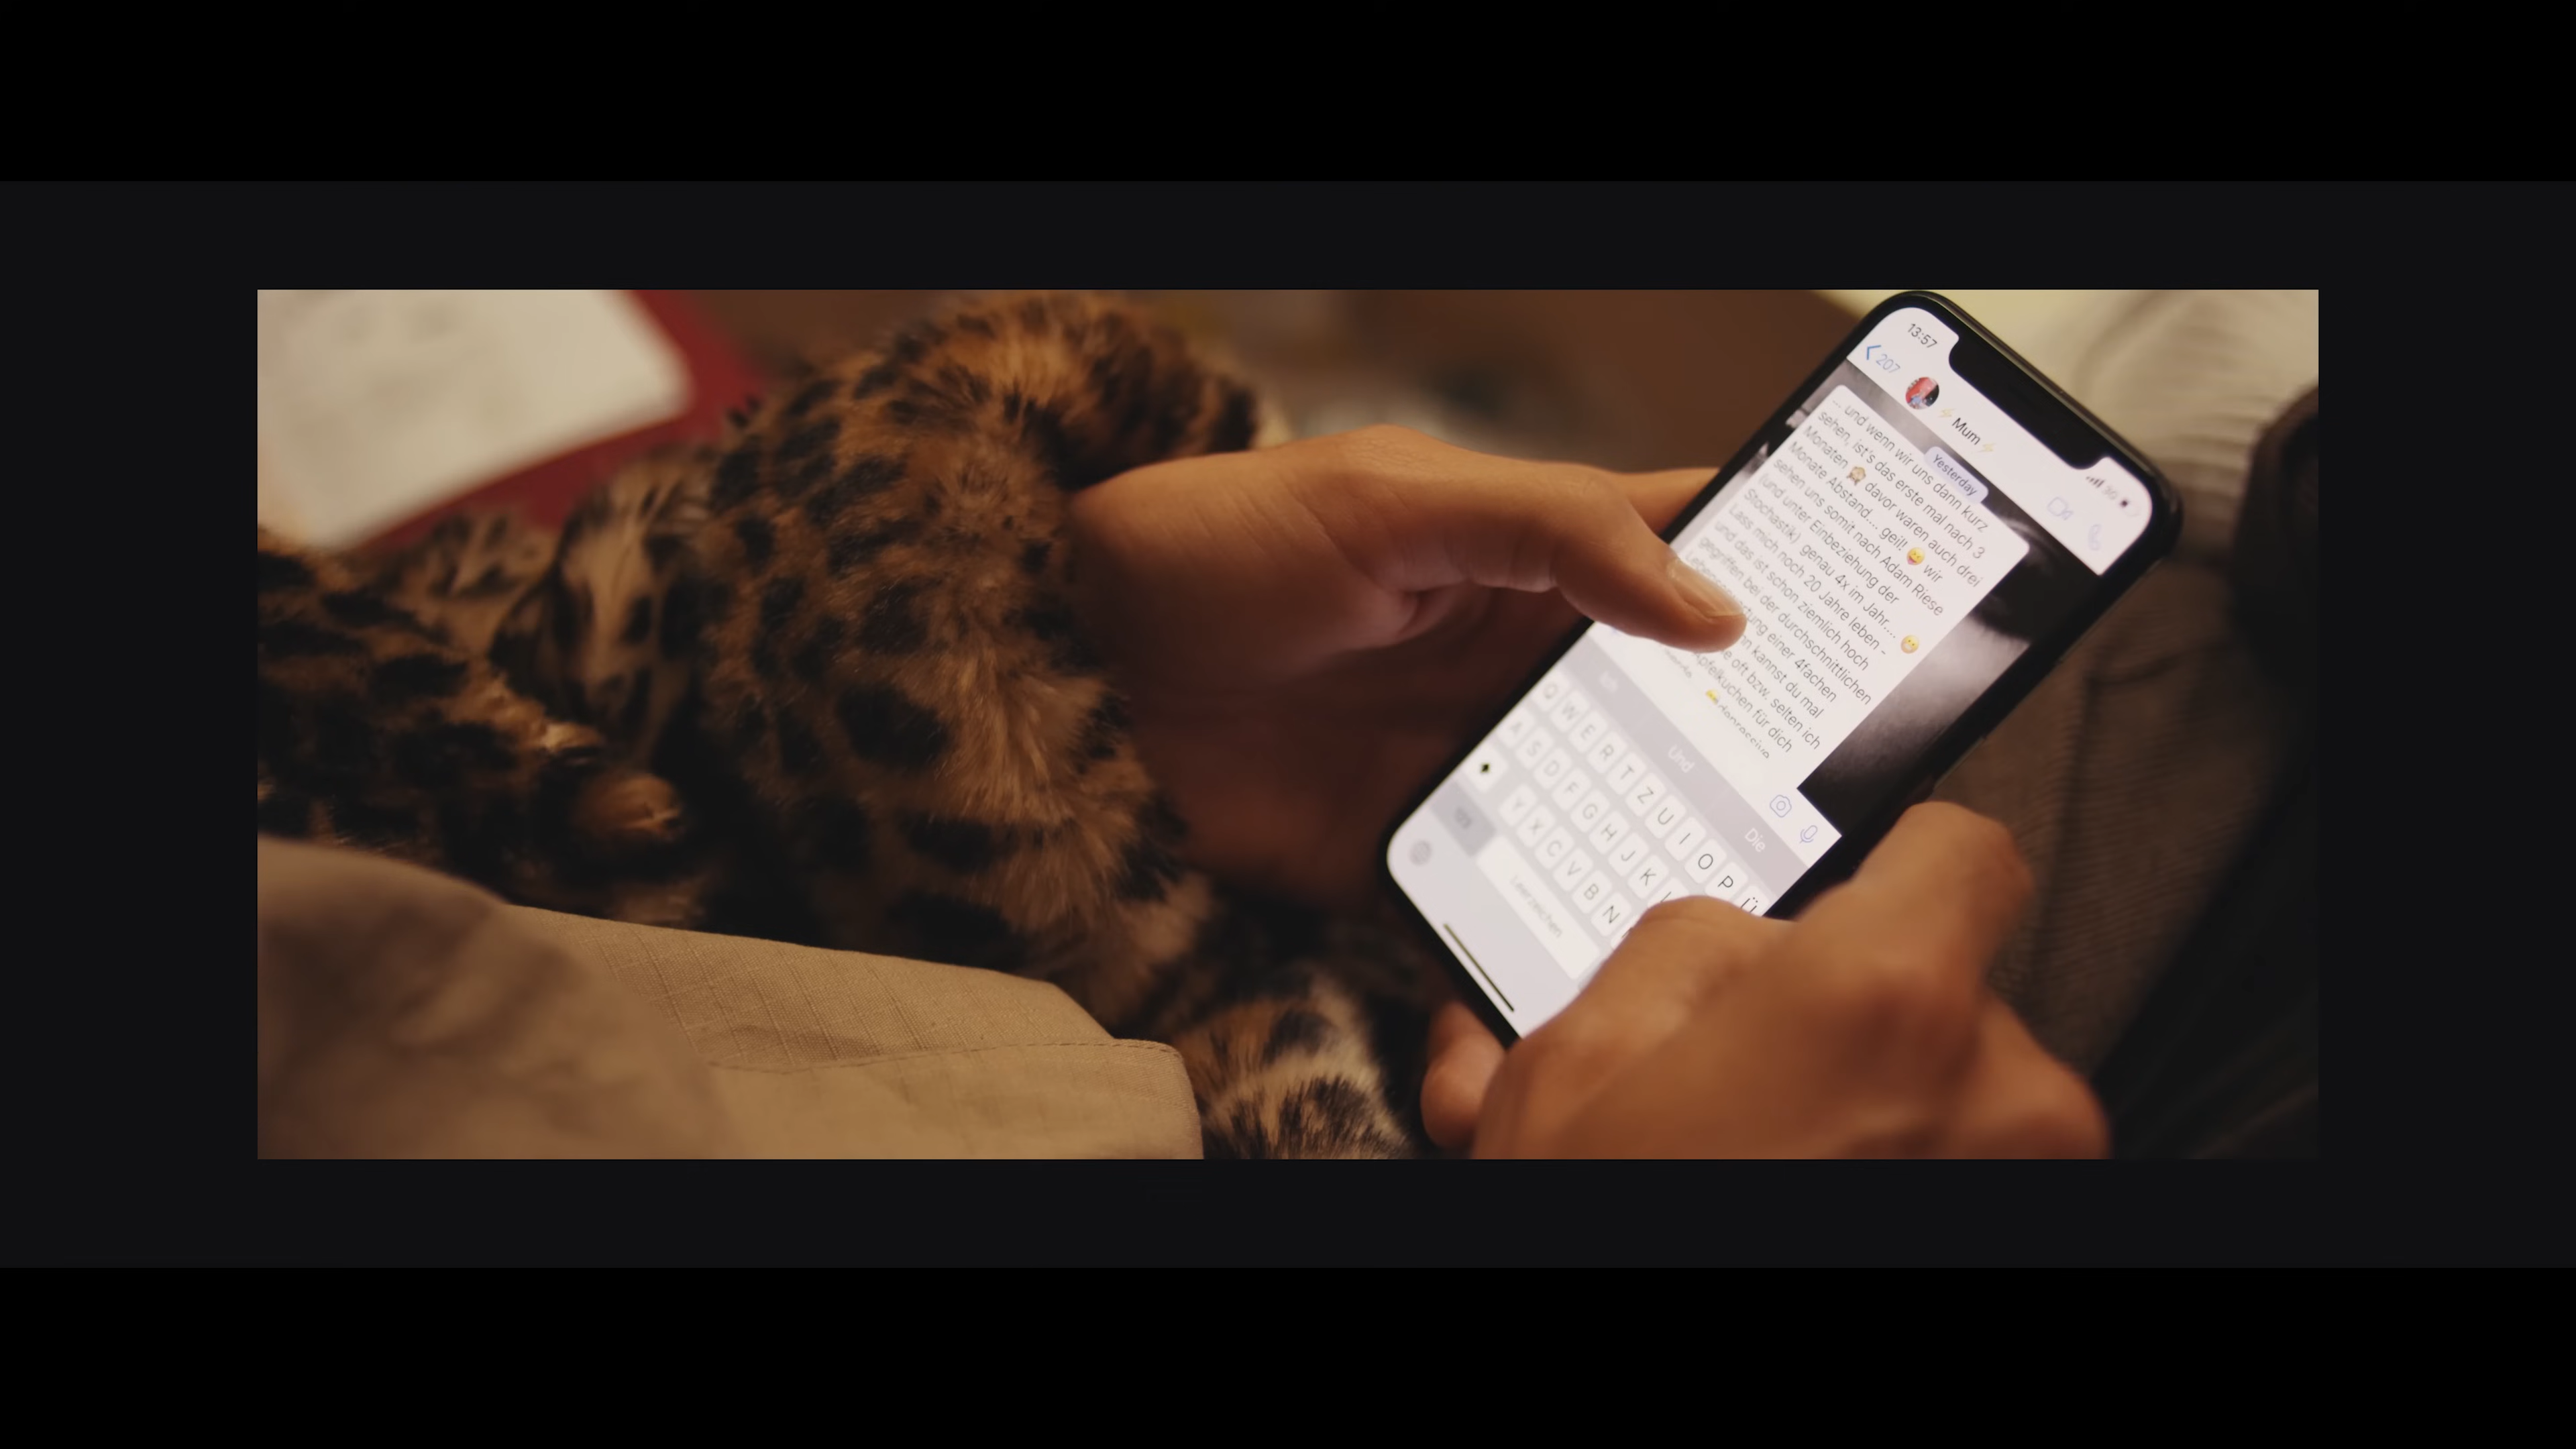 13:57
3G
207
Mum
Yesterday
... und wenn wir uns dann kurz
sehen, ist's das erste mal nach 3
Monaten 🙈 davor waren auch drei
Monate Abstand.... geil! 😛 wir
sehen uns somit nach Adam Riese
(und unter Einbeziehung der
Stochastik) genau 4x im Jahr.... 😬
Lass mich noch 20 Jahre leben -
und das ist schon ziemlich hoch
gegriffen bei der durchschnittlichen
einer 4fachen
kannst du mal
oft bzw. selten ich
Apfelkuchen für dich
Und
Die
Q W E R T Z U I O P Ü
A S D F G H J K
Y X C V B N
Leerzeichen